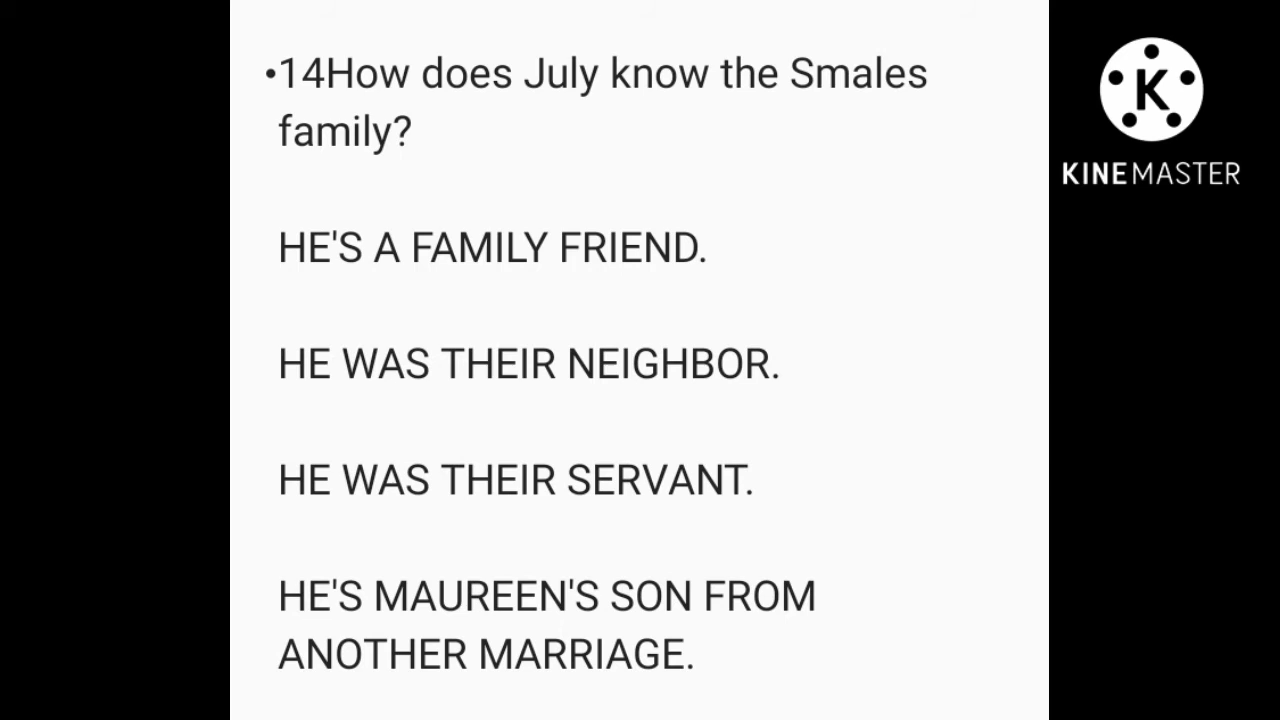 •14How does July know the Smales
family?
HE'S A FAMILY FRIEND.
HE WAS THEIR NEIGHBOR.
HE WAS THEIR SERVANT.
HE'S MAUREEN'S SON FROM
ANOTHER MARRIAGE.
K
KINEMASTER